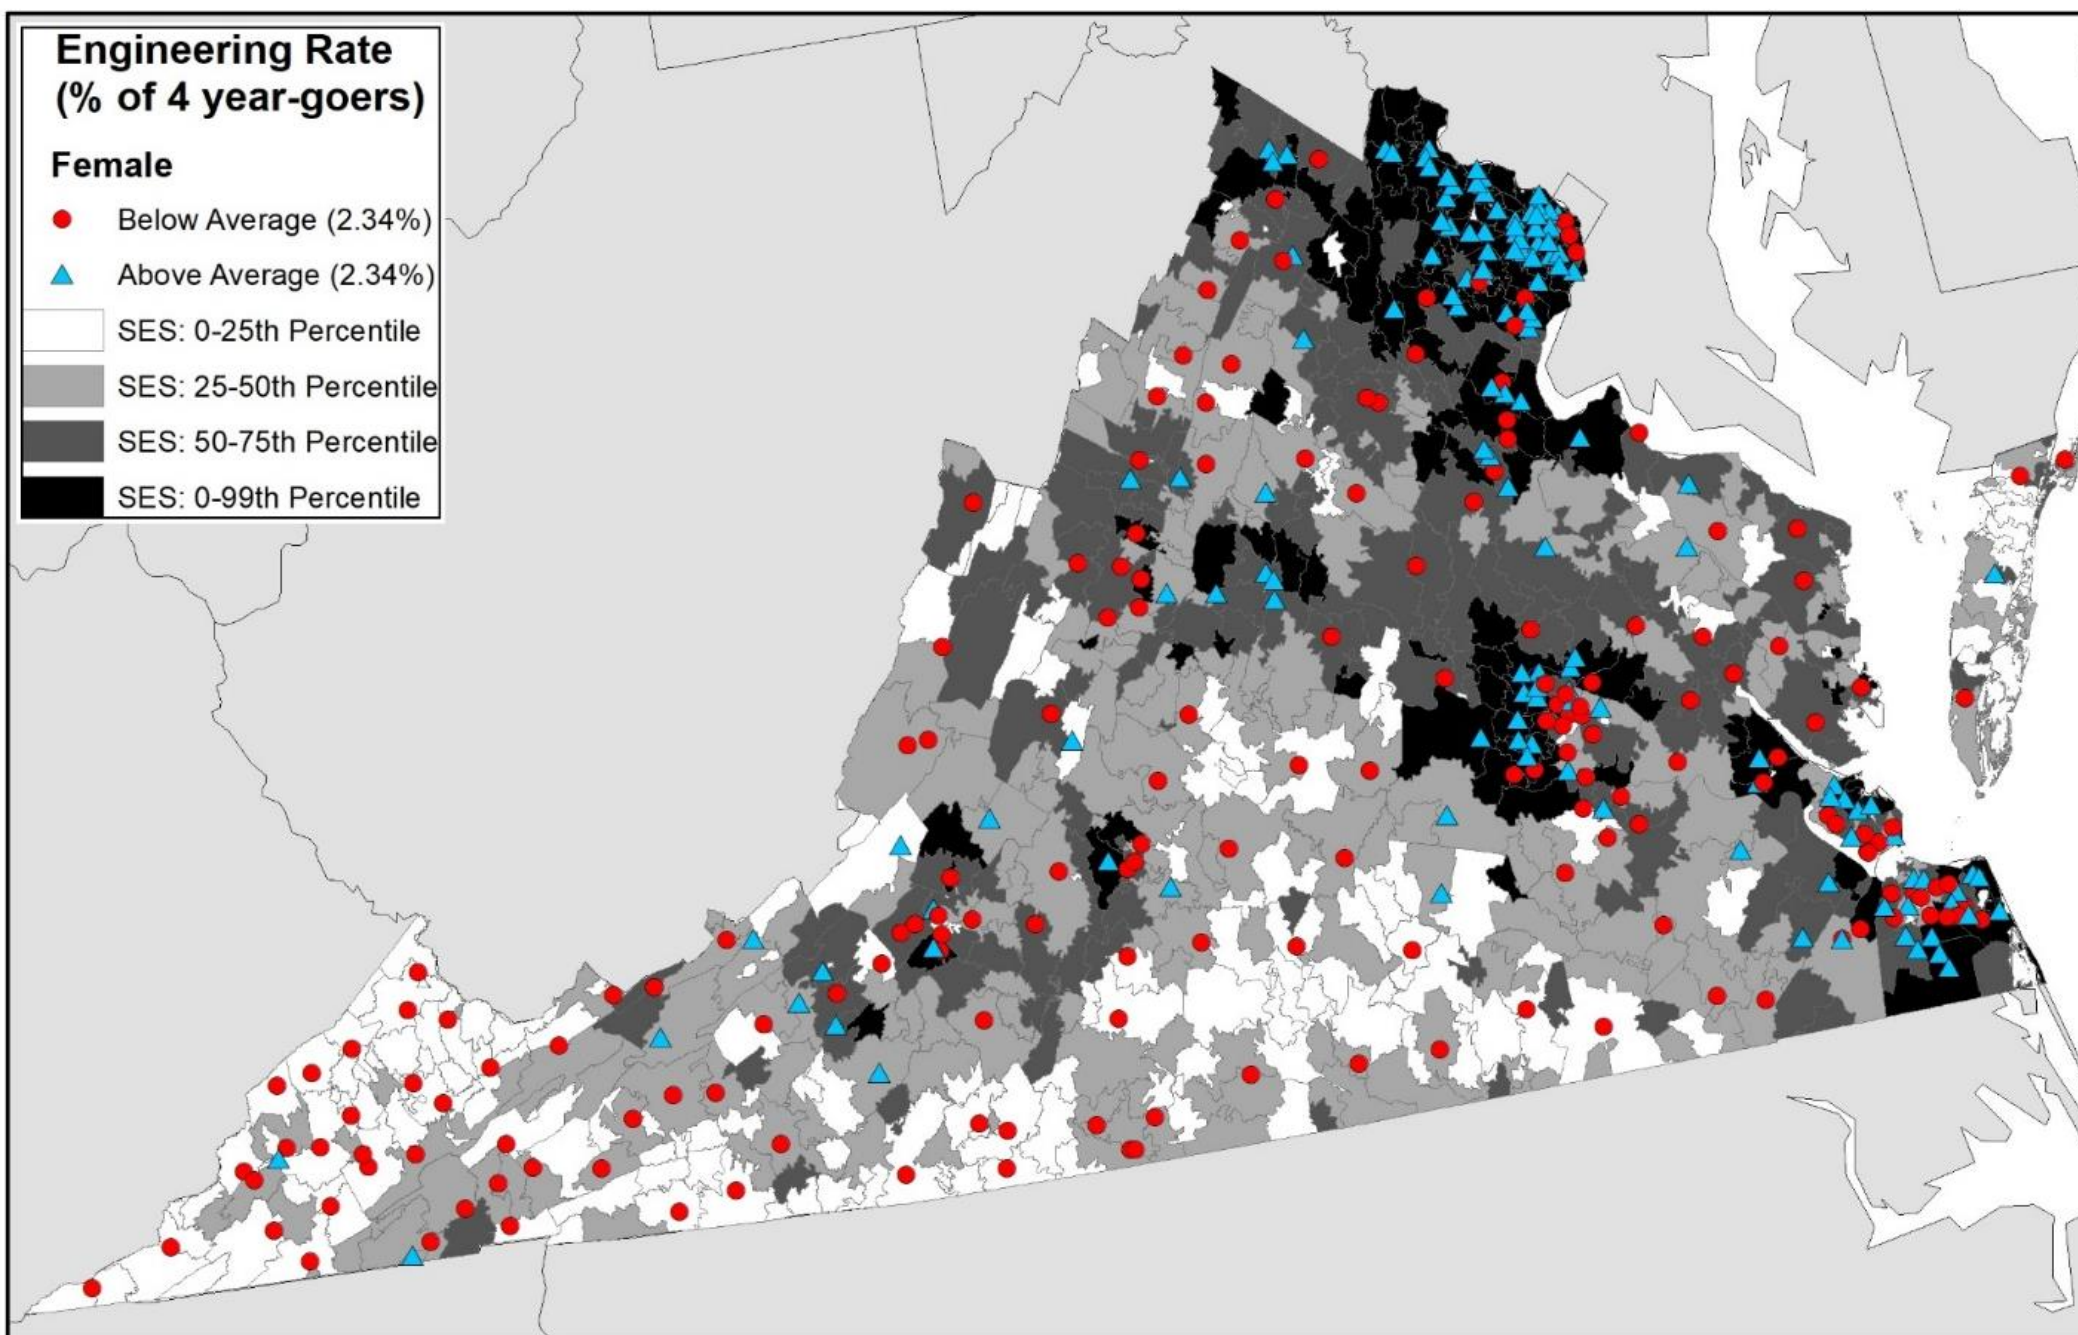 Engineering Rate
(% of 4 year-goers)
Female
Below Average (2.34%)
Above Average (2.34%)
SES: 0-25th Percentile
SES: 25-50th Percentile
SES: 50-75th Percentile
SES: 0-99th Percentile